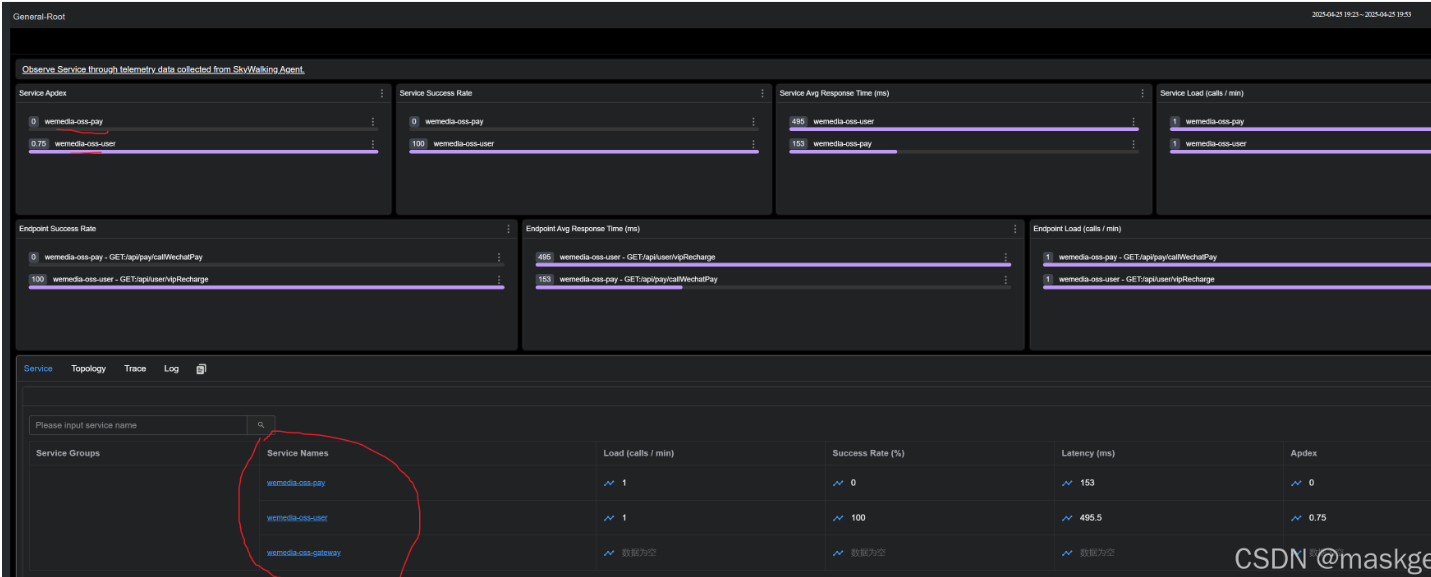 General-Root 2025-04-25 19:23 ~ 2025-04-25 19:53
Observe Service through telemetry data collected from SkyWalking Agent.
Service Apdex Service Success Rate Service Avg Response Time (ms) Service Load (calls / min)
0 wemedia-oss-pay 0 wemedia-oss-pay 495 wemedia-oss-user 1 wemedia-oss-pay
0.75 wemedia-oss-user 100 wemedia-oss-user 153 wemedia-oss-pay 1 wemedia-oss-user
Endpoint Success Rate Endpoint Avg Response Time (ms) Endpoint Load (calls / min)
0 wemedia-oss-pay - GET:/api/pay/callWechatPay 495 wemedia-oss-user - GET:/api/user/vipRecharge 1 wemedia-oss-pay - GET:/api/pay/callWechatPay
100 wemedia-oss-user - GET:/api/user/vipRecharge 153 wemedia-oss-pay - GET:/api/pay/callWechatPay 1 wemedia-oss-user - GET:/api/user/vipRecharge
Service Topology Trace Log
Please input service name
Service Groups Service Names Load (calls / min) Success Rate (%) Latency (ms) Apdex
wemedia-oss-pay 1 0 153 0
wemedia-oss-user 1 100 495.5 0.75
wemedia-oss-gateway 数据为空 数据为空 数据为空
CSDN @maskge